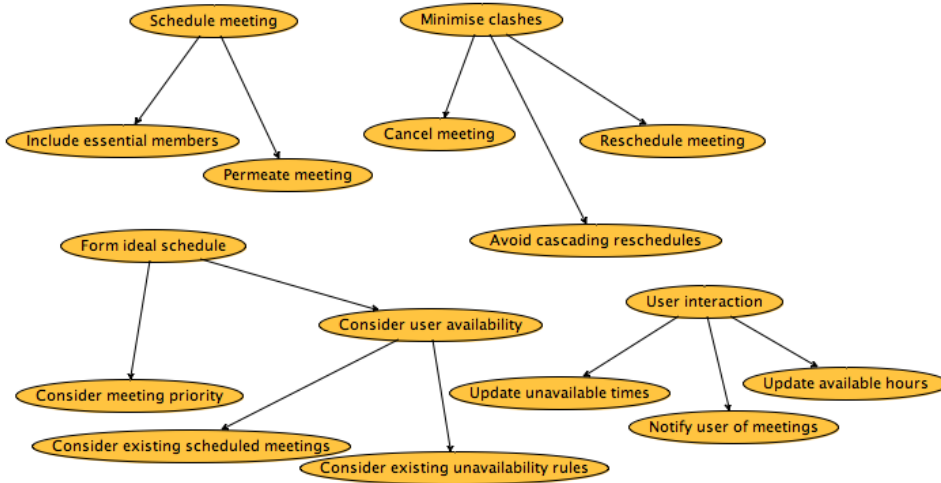 Schedule meeting
Minimise clashes
Include essential members
Permeate meeting
Cancel meeting
Reschedule meeting
Avoid cascading reschedules
Form ideal schedule
Consider user availability
Consider meeting priority
Consider existing scheduled meetings
Consider existing unavailability rules
User interaction
Update unavailable times
Update available hours
Notify user of meetings